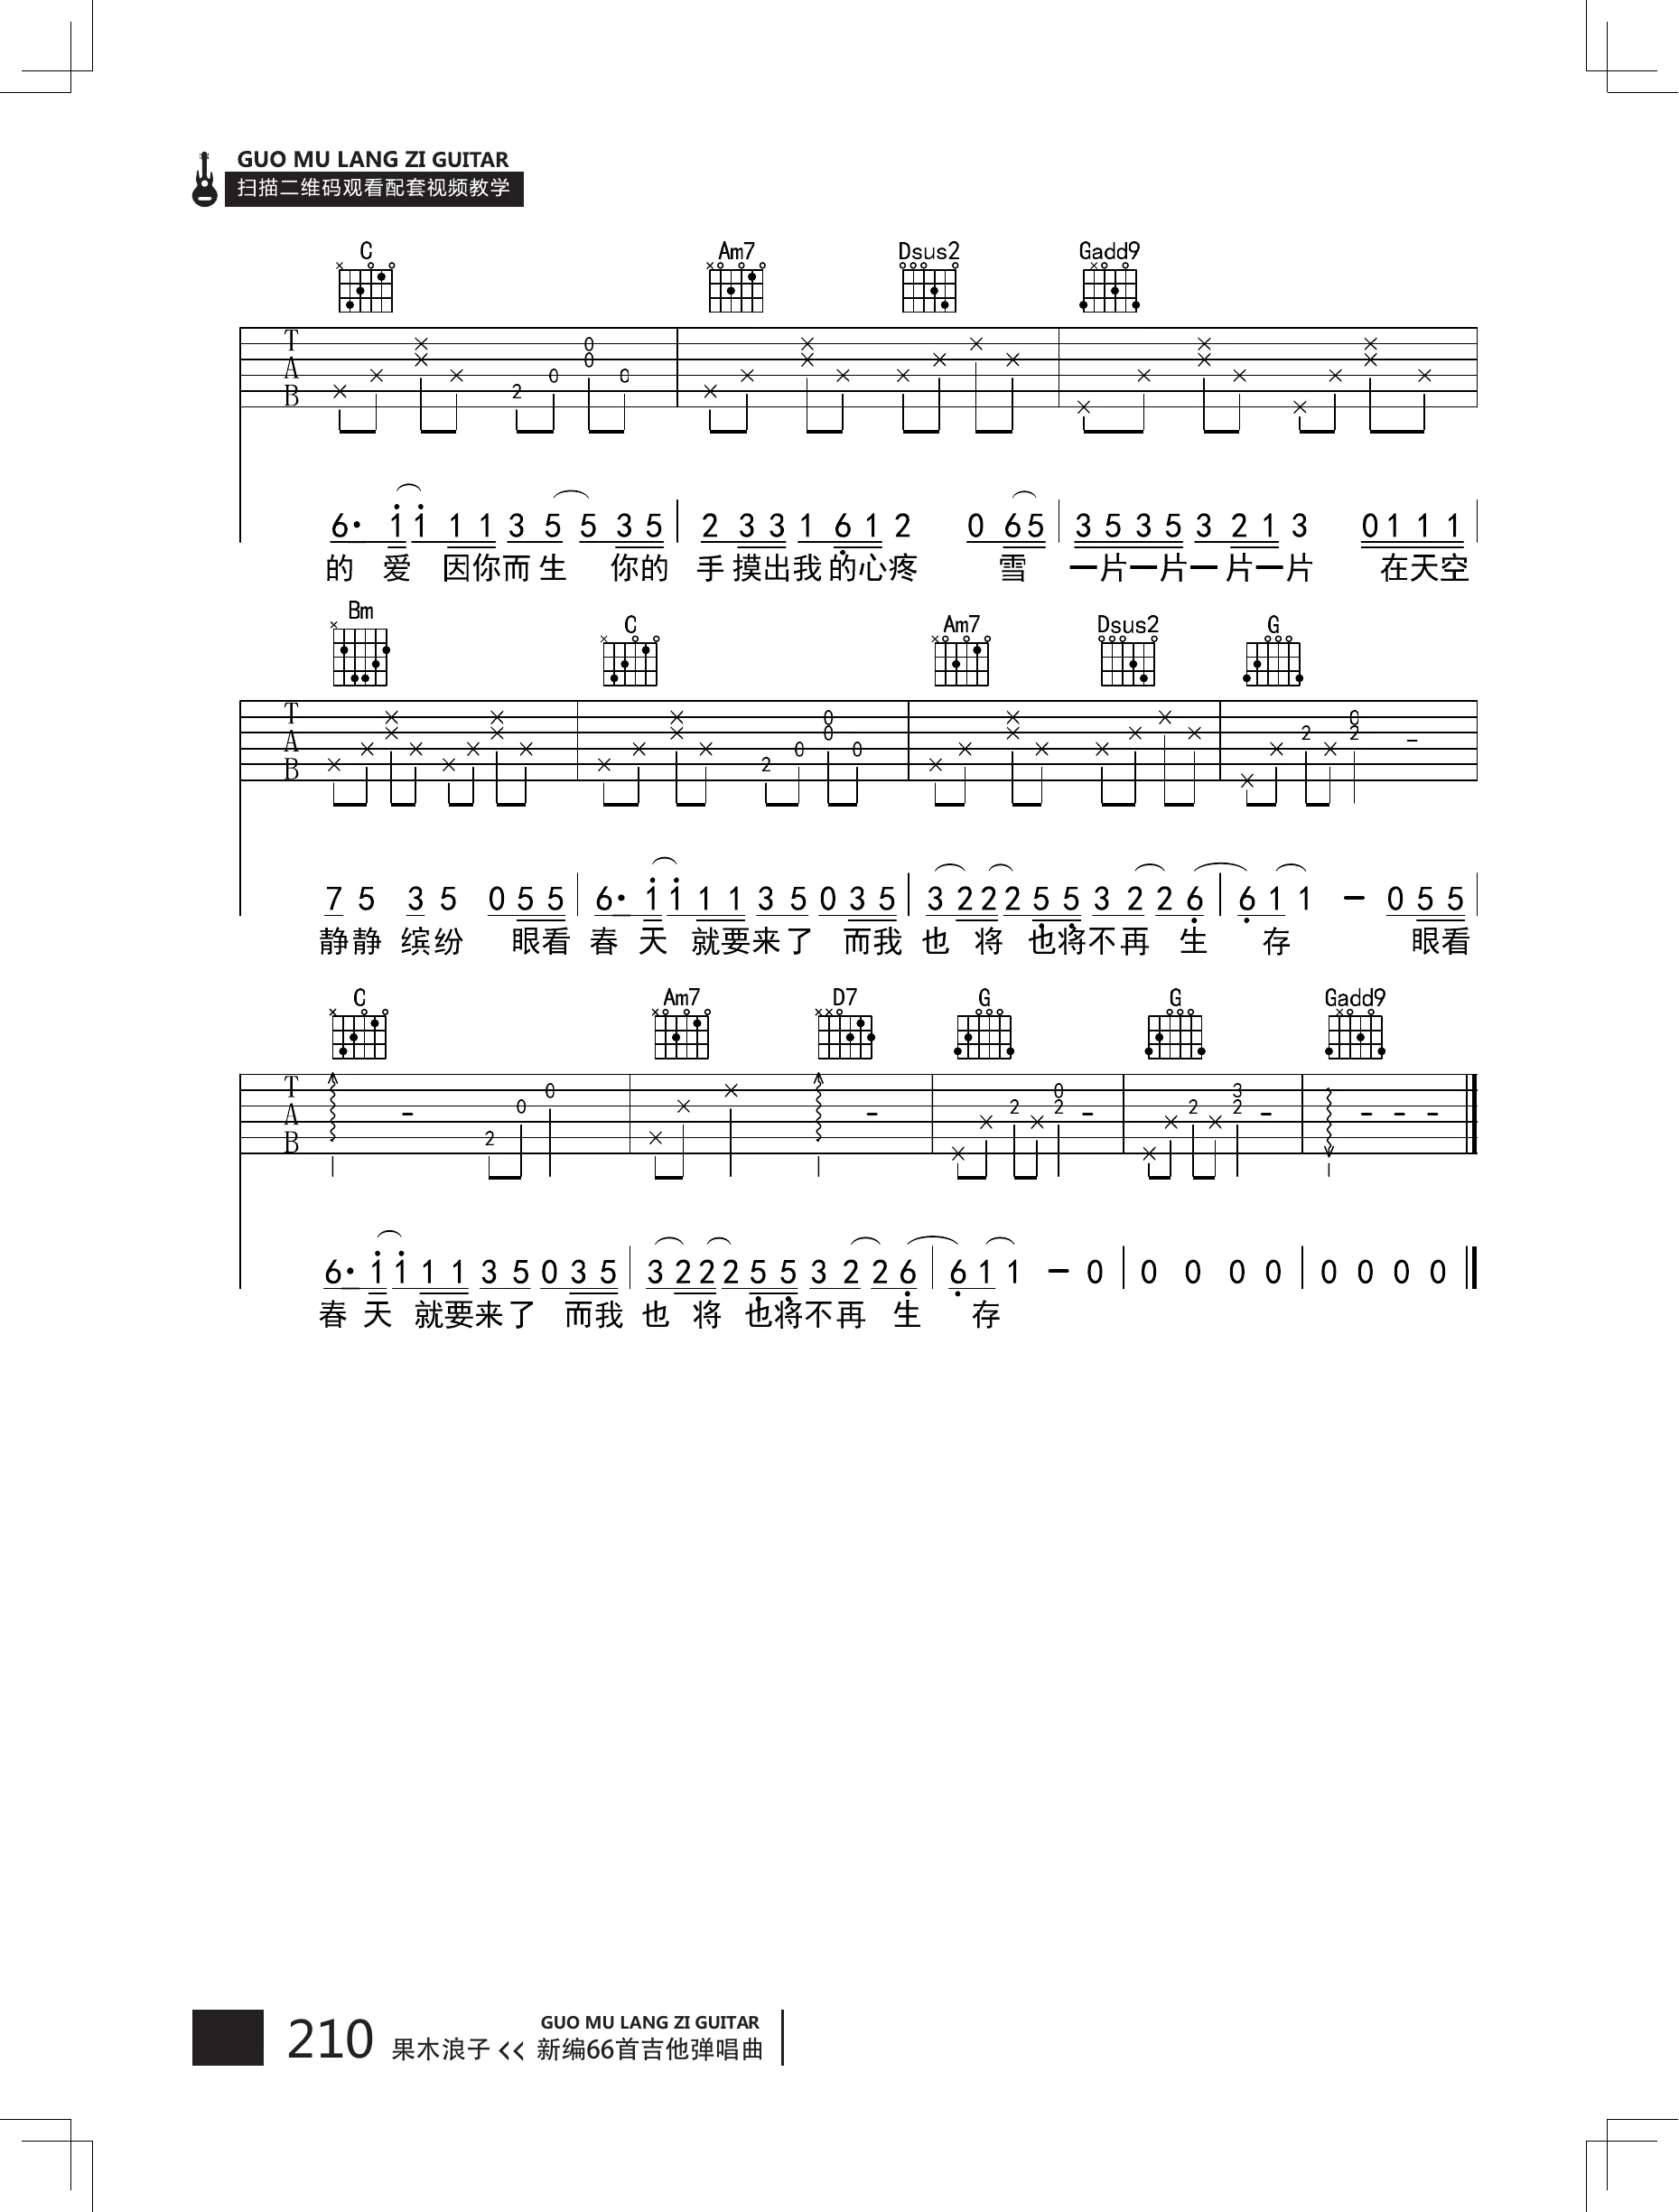 GUO MU LANG ZI GUITAR
扫描二维码观看配套视频教学
C Am7 Dsus2 Gadd9
T A B × × × × × 2 0 0 0 0 × × × × × × × × × × × × × × × × × × ×
6· 1 1 1 1 3 5 5 3 5 2 3 3 1 6 1 2 0 6 5 3 5 3 5 3 2 1 3 0 1 1 1
的 爱 因你而生 你的 手摸出我的心疼 雪 一片一片一片一片 在天空
Bm C Am7 Dsus2 G
T A B × × × × × × × × × × × × × × × 2 0 0 0 0 × × × × × × × × × × × 2 × 0 2 –
7 5 3 5 0 5 5 6· 1 1 1 1 3 5 0 3 5 3 2 2 2 5 5 3 2 2 6 6 1 1 – 0 5 5
静静 缤纷 眼看 春天 就要来了 而我 也 将 也将不再 生 存 眼看
C Am7 D7 G G Gadd9
T A B – 2 0 0 × × × – × × 2 × 0 2 – × × 2 × 3 2 – – – –
6· 1 1 1 1 3 5 0 3 5 3 2 2 2 5 5 3 2 2 6 6 1 1 – 0 0 0 0 0 0 0 0 0
春天 就要来了 而我 也 将 也将不再 生 存
210 果木浪子 << GUO MU LANG ZI GUITAR
新编66首吉他弹唱曲